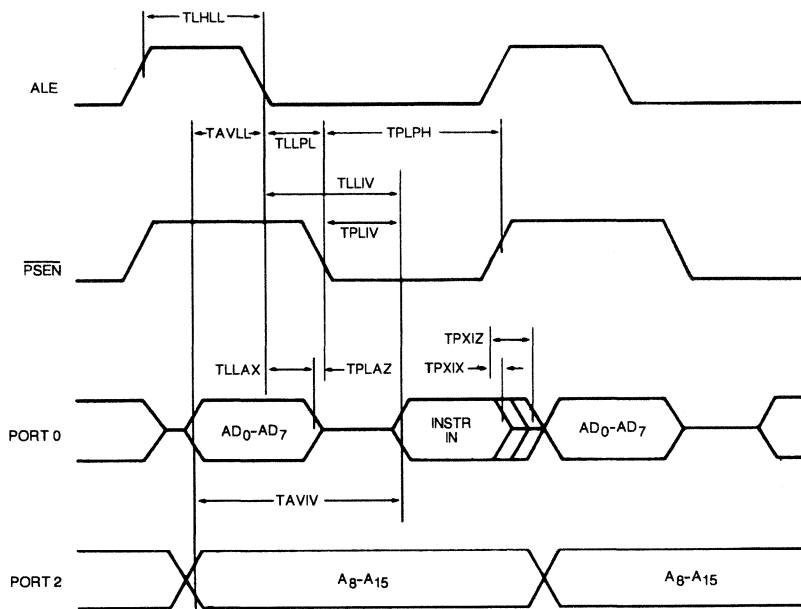 TLHLL
ALE
TAVLL
TLLPL
TPLPH
TLLIV
TPLIV
PSEN
TPXIZ
TLLAX
TPLAZ
TPXIX
PORT 0
AD0-AD7
INSTR
IN
AD0-AD7
TAVIV
PORT 2
A8-A15
A8-A15